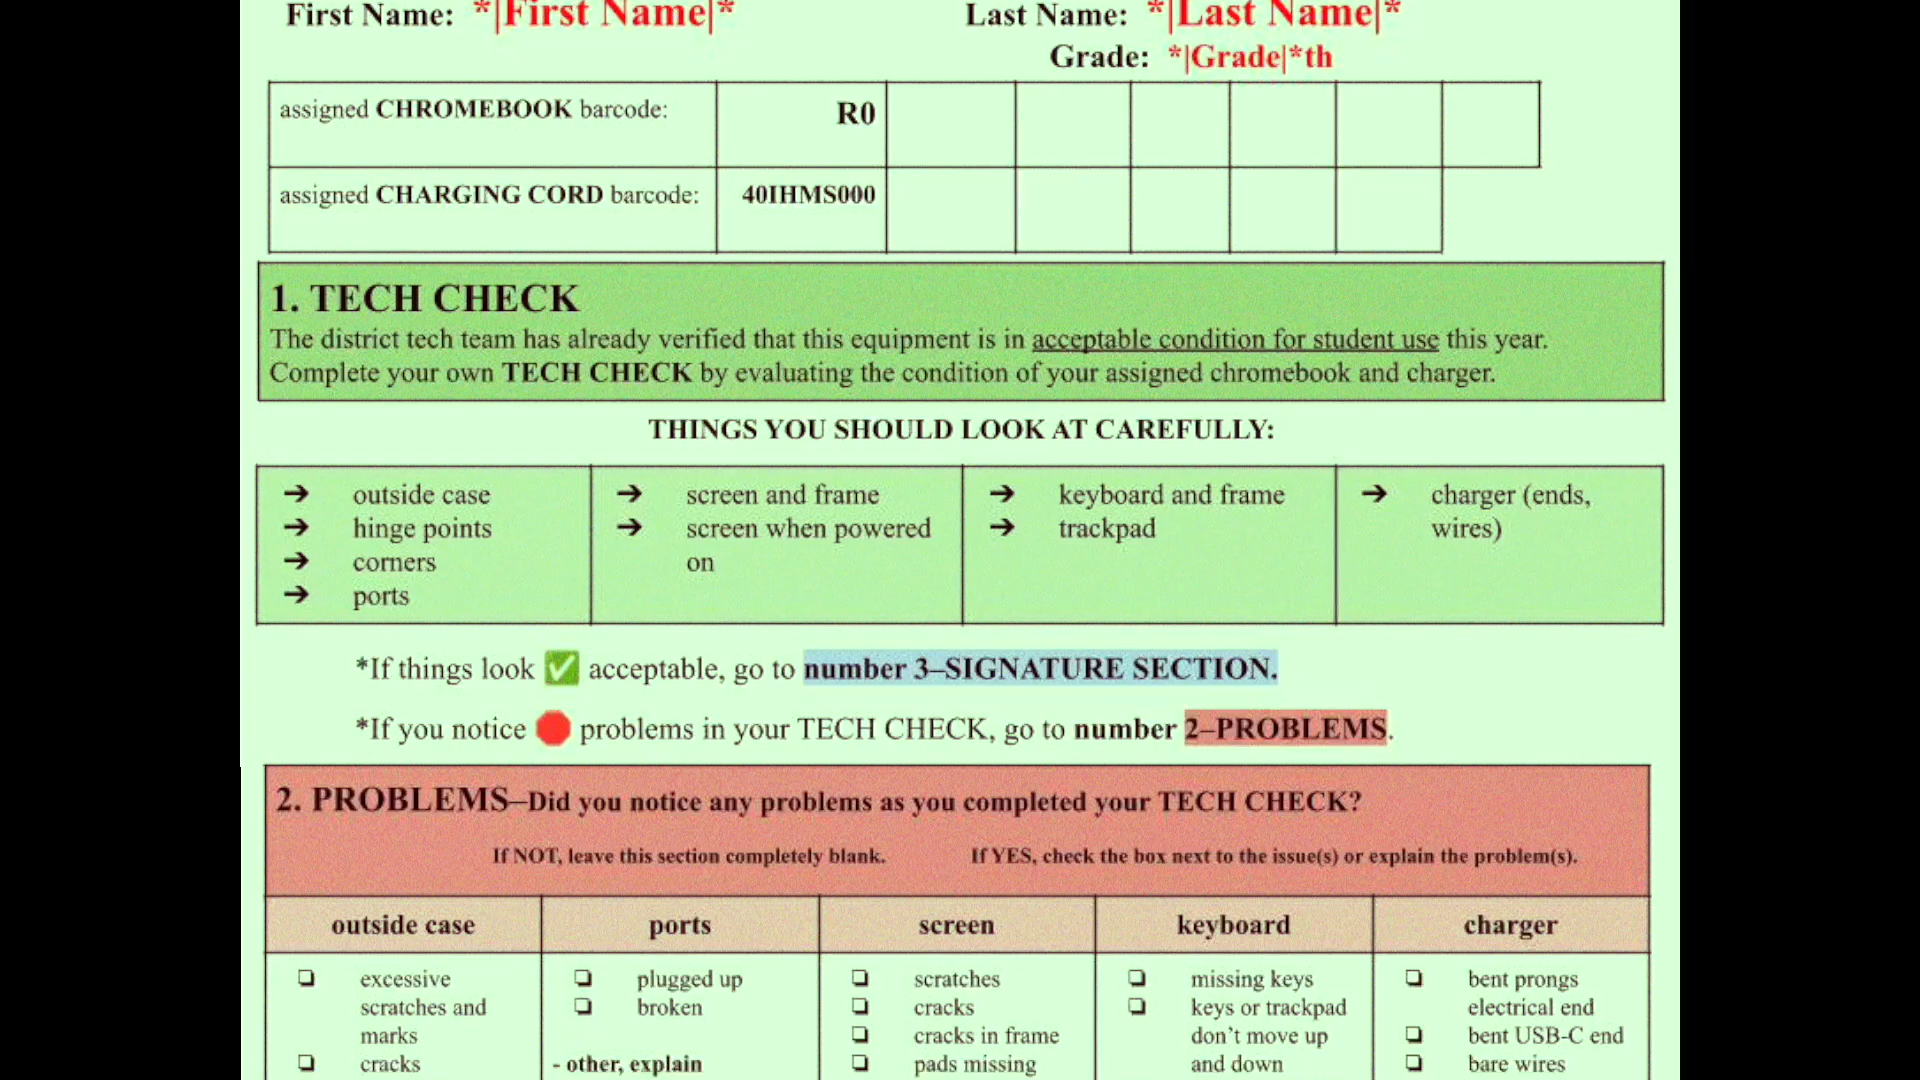 First Name: *|First Name|* Last Name: *|Last Name|*
Grade: *|Grade|*th
assigned CHROMEBOOK barcode: R0
assigned CHARGING CORD barcode: 40IHMS000
1. TECH CHECK
The district tech team has already verified that this equipment is in acceptable condition for student use this year.
Complete your own TECH CHECK by evaluating the condition of your assigned chromebook and charger.
THINGS YOU SHOULD LOOK AT CAREFULLY:
➔ outside case
➔ hinge points
➔ corners
➔ ports
➔ screen and frame
➔ screen when powered
on
➔ keyboard and frame
➔ trackpad
➔ charger (ends,
wires)
*If things look ✅ acceptable, go to number 3–SIGNATURE SECTION.
*If you notice 🛑 problems in your TECH CHECK, go to number 2–PROBLEMS.
2. PROBLEMS–Did you notice any problems as you completed your TECH CHECK?
If NOT, leave this section completely blank. If YES, check the box next to the issue(s) or explain the problem(s).
outside case
❏ excessive
scratches and
marks
❏ cracks
ports
❏ plugged up
❏ broken
- other, explain
screen
❏ scratches
❏ cracks
❏ cracks in frame
❏ pads missing
keyboard
❏ missing keys
❏ keys or trackpad
don't move up
and down
charger
❏ bent prongs
electrical end
❏ bent USB-C end
❏ bare wires